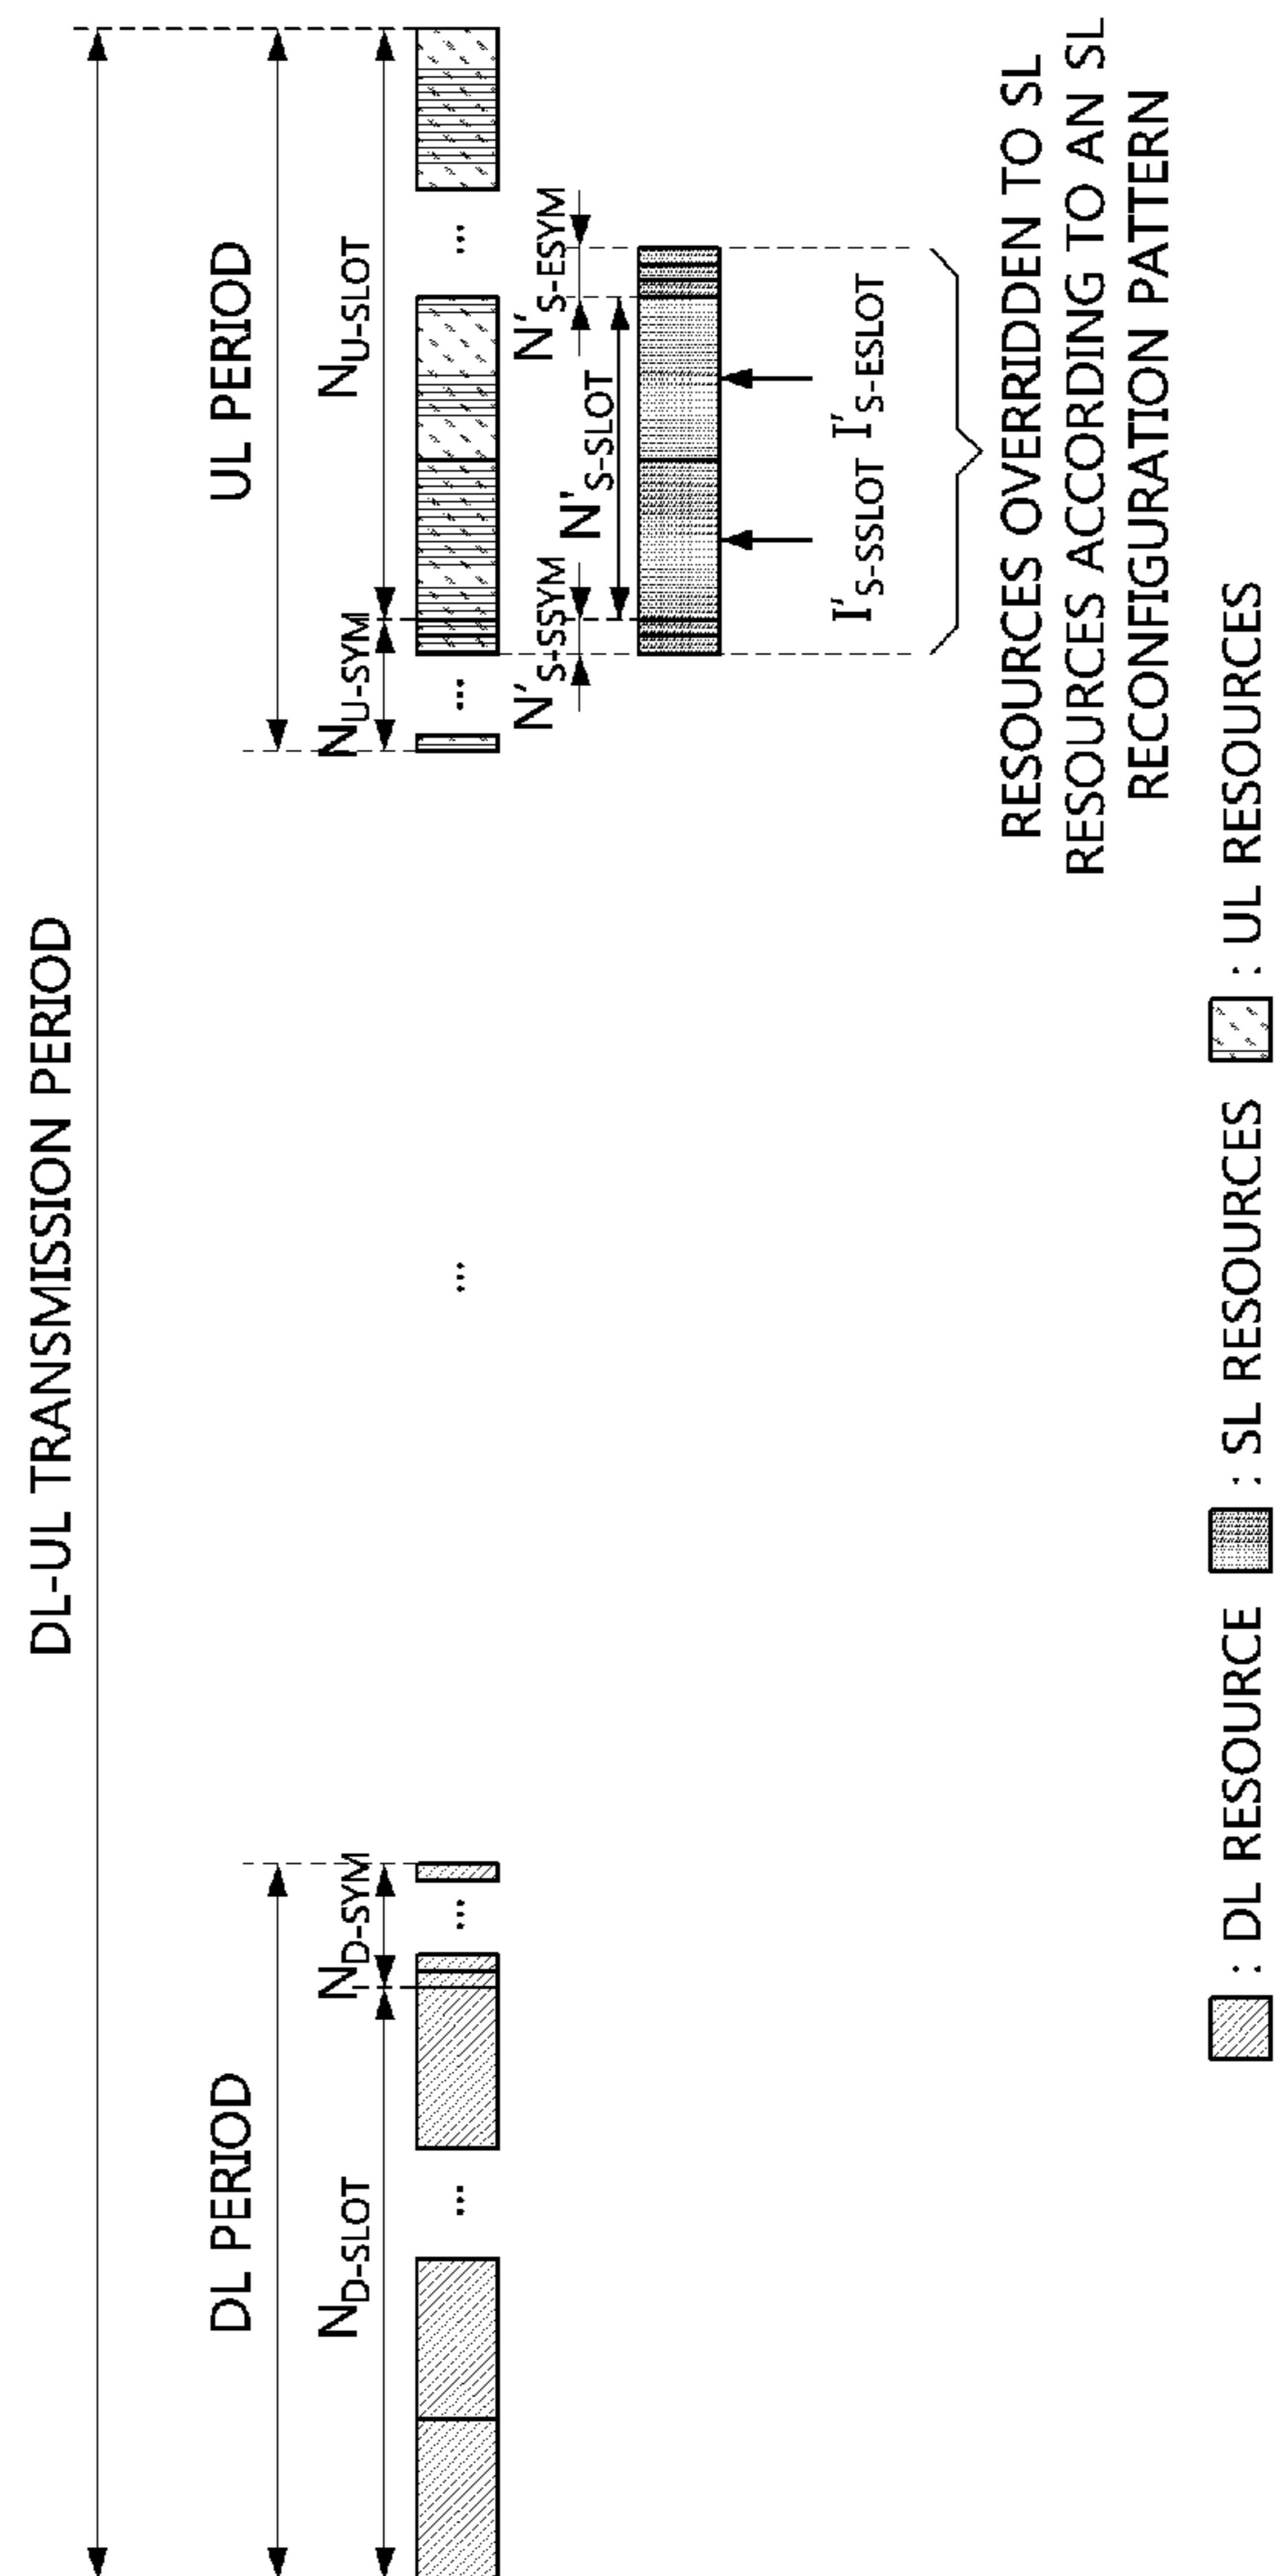 DL-UL TRANSMISSION PERIOD
DL PERIOD
UL PERIOD
N_D-SLOT
N_D-SYM
N_U-SYM
N_U-SLOT
...
...
...
...
...
N'_S-SSYM
N'_S-ESYM
N'_S-SLOT
I'_S-SSLOT I'_S-ESLOT
RESOURCES OVERRIDDEN TO SL
RESOURCES ACCORDING TO AN SL
RECONFIGURATION PATTERN
: DL RESOURCE : SL RESOURCES : UL RESOURCES